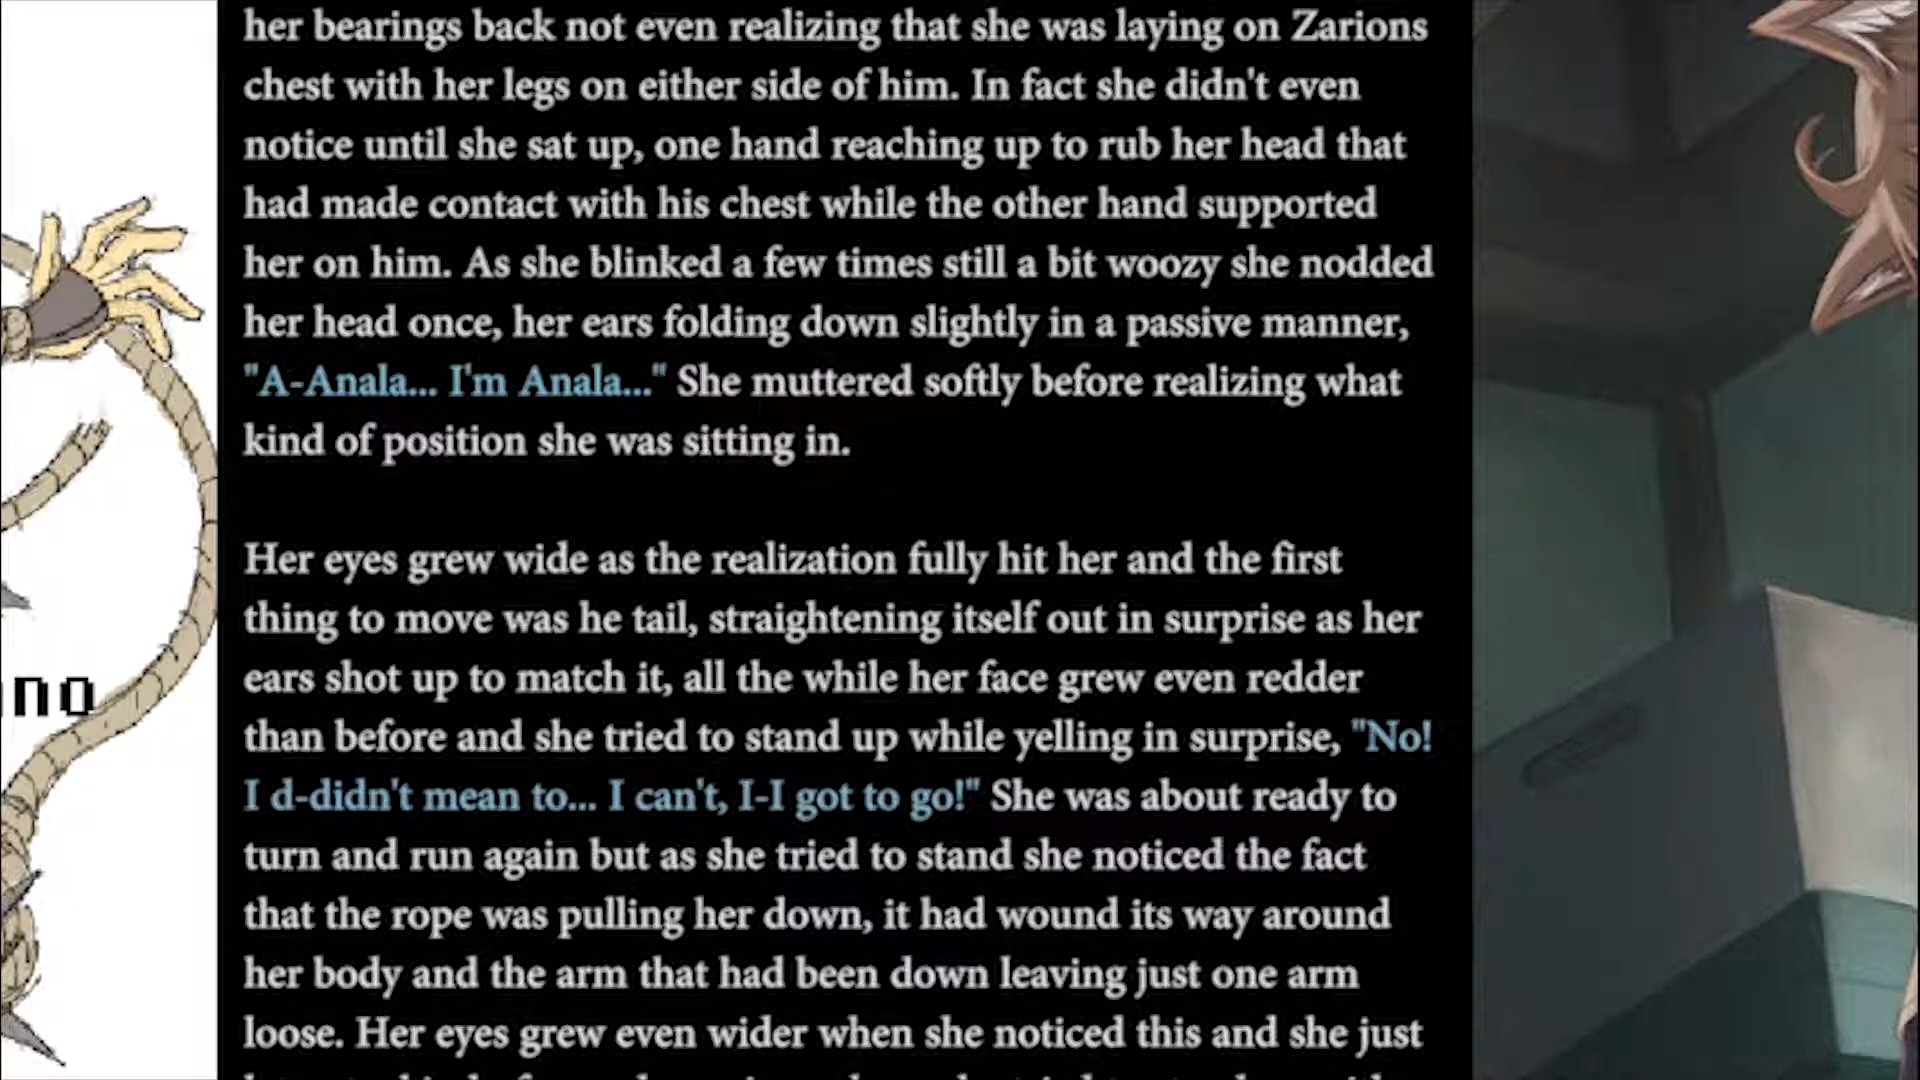 her bearings back not even realizing that she was laying on Zarions
chest with her legs on either side of him. In fact she didn't even
notice until she sat up, one hand reaching up to rub her head that
had made contact with his chest while the other hand supported
her on him. As she blinked a few times still a bit woozy she nodded
her head once, her ears folding down slightly in a passive manner,
"A-Anala... I'm Anala..." She muttered softly before realizing what
kind of position she was sitting in.
Her eyes grew wide as the realization fully hit her and the first
thing to move was he tail, straightening itself out in surprise as her
ears shot up to match it, all the while her face grew even redder
than before and she tried to stand up while yelling in surprise, "No!
I d-didn't mean to... I can't, I-I got to go!" She was about ready to
turn and run again but as she tried to stand she noticed the fact
that the rope was pulling her down, it had wound its way around
her body and the arm that had been down leaving just one arm
loose. Her eyes grew even wider when she noticed this and she just
no